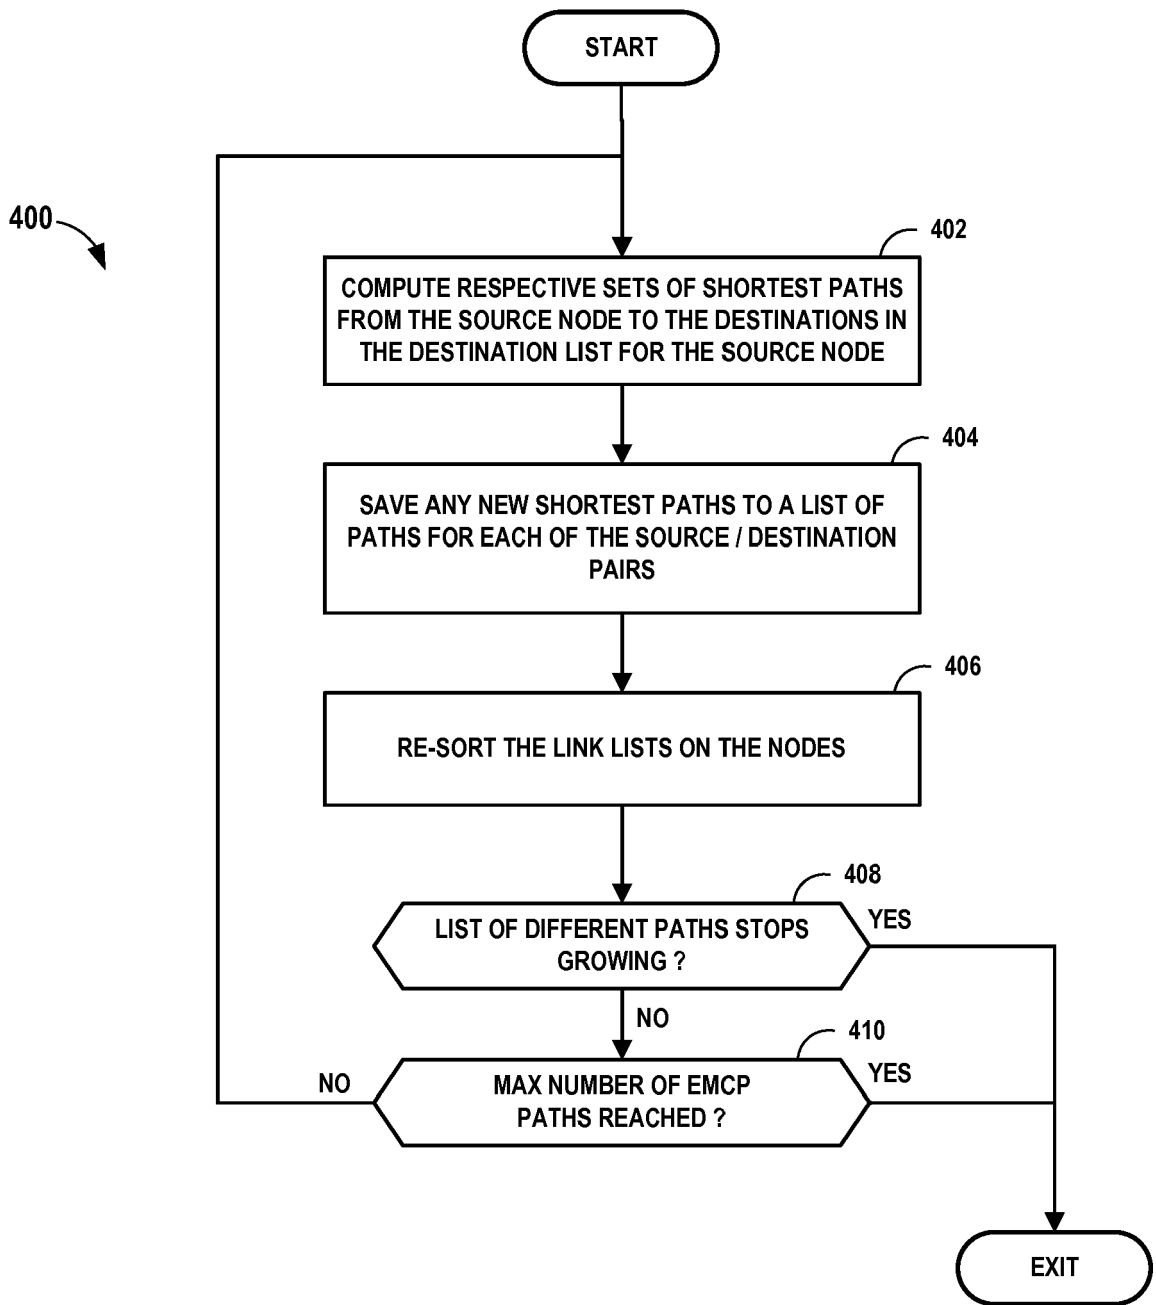 START
400
402
COMPUTE RESPECTIVE SETS OF SHORTEST PATHS
FROM THE SOURCE NODE TO THE DESTINATIONS IN
THE DESTINATION LIST FOR THE SOURCE NODE
404
SAVE ANY NEW SHORTEST PATHS TO A LIST OF
PATHS FOR EACH OF THE SOURCE / DESTINATION
PAIRS
406
RE-SORT THE LINK LISTS ON THE NODES
408
LIST OF DIFFERENT PATHS STOPS
GROWING ?
YES
NO
410
MAX NUMBER OF EMCP
PATHS REACHED ?
NO
YES
EXIT